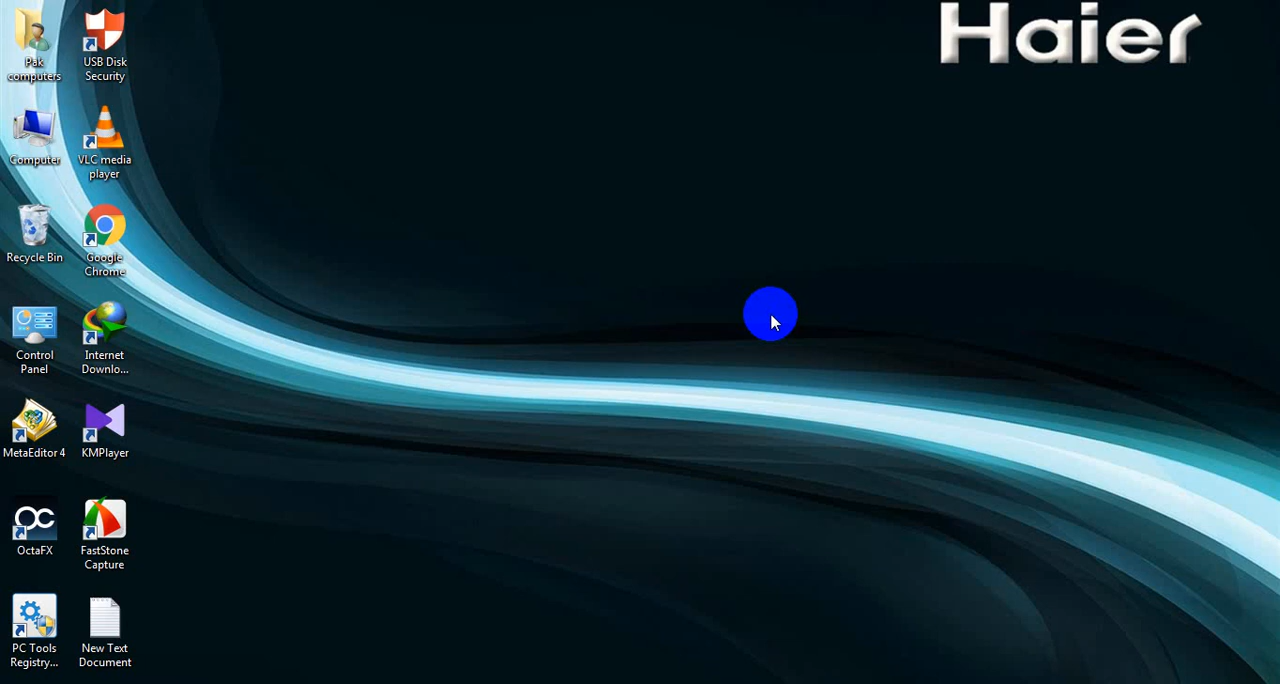 Haier
Pak
computers
USB Disk
Security
Computer
VLC media
player
Recycle Bin
Google
Chrome
Control
Panel
Internet
Downlo...
MetaEditor 4
KMPlayer
OC
OctaFX
FastStone
Capture
PC Tools
Registry...
New Text
Document